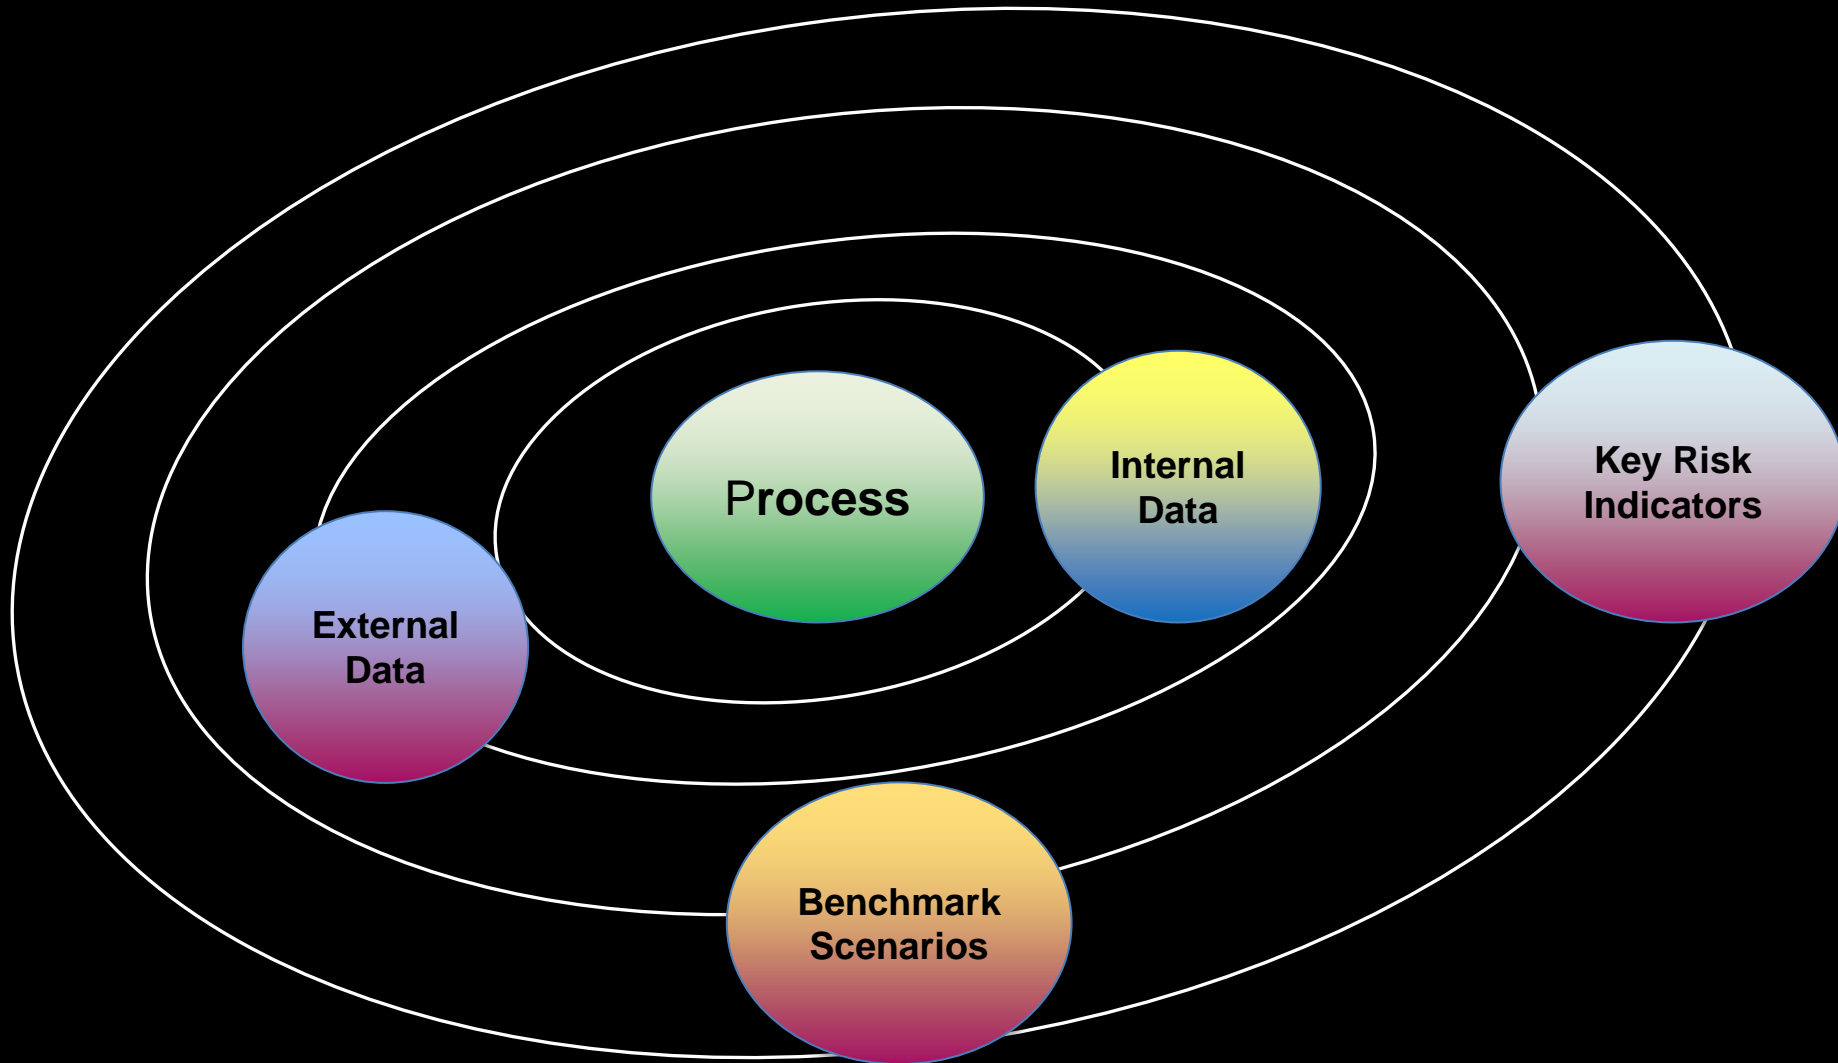 Process
Internal
Data
Key Risk
Indicators
External
Data
Benchmark
Scenarios